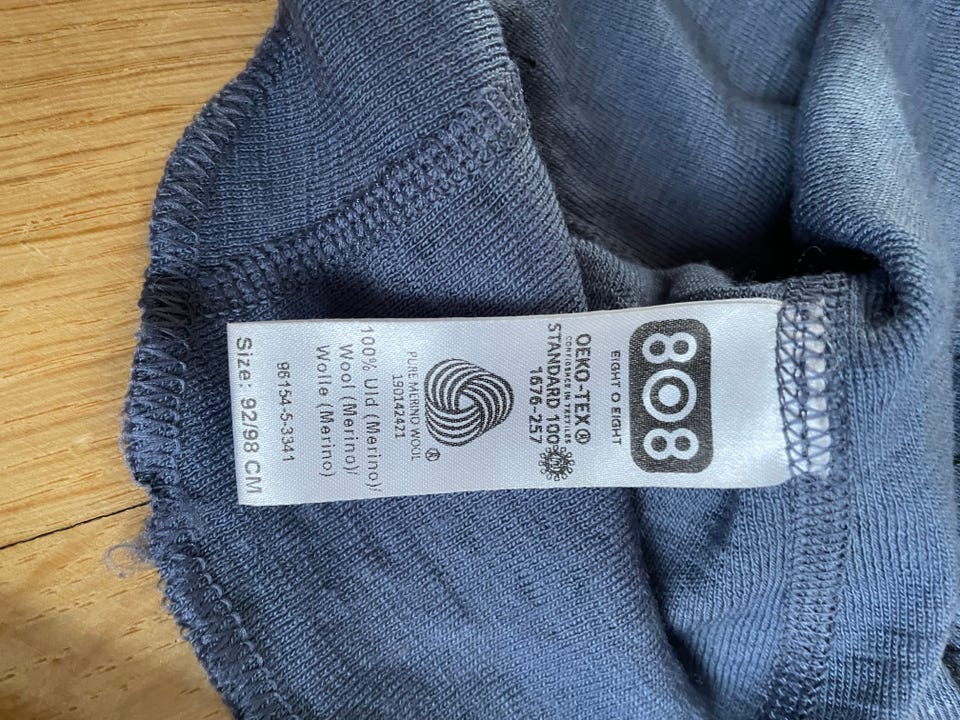 808
EIGHT O EIGHT
OEKO-TEX®
CONFIDENCE IN TEXTILES
STANDARD 100
1676-257
®
PURE MERINO WOOL
190142421
100% Uld (Merino)/
Wool (Merino)/
Wolle (Merino)
96154-5-3341
Size: 92/98 CM